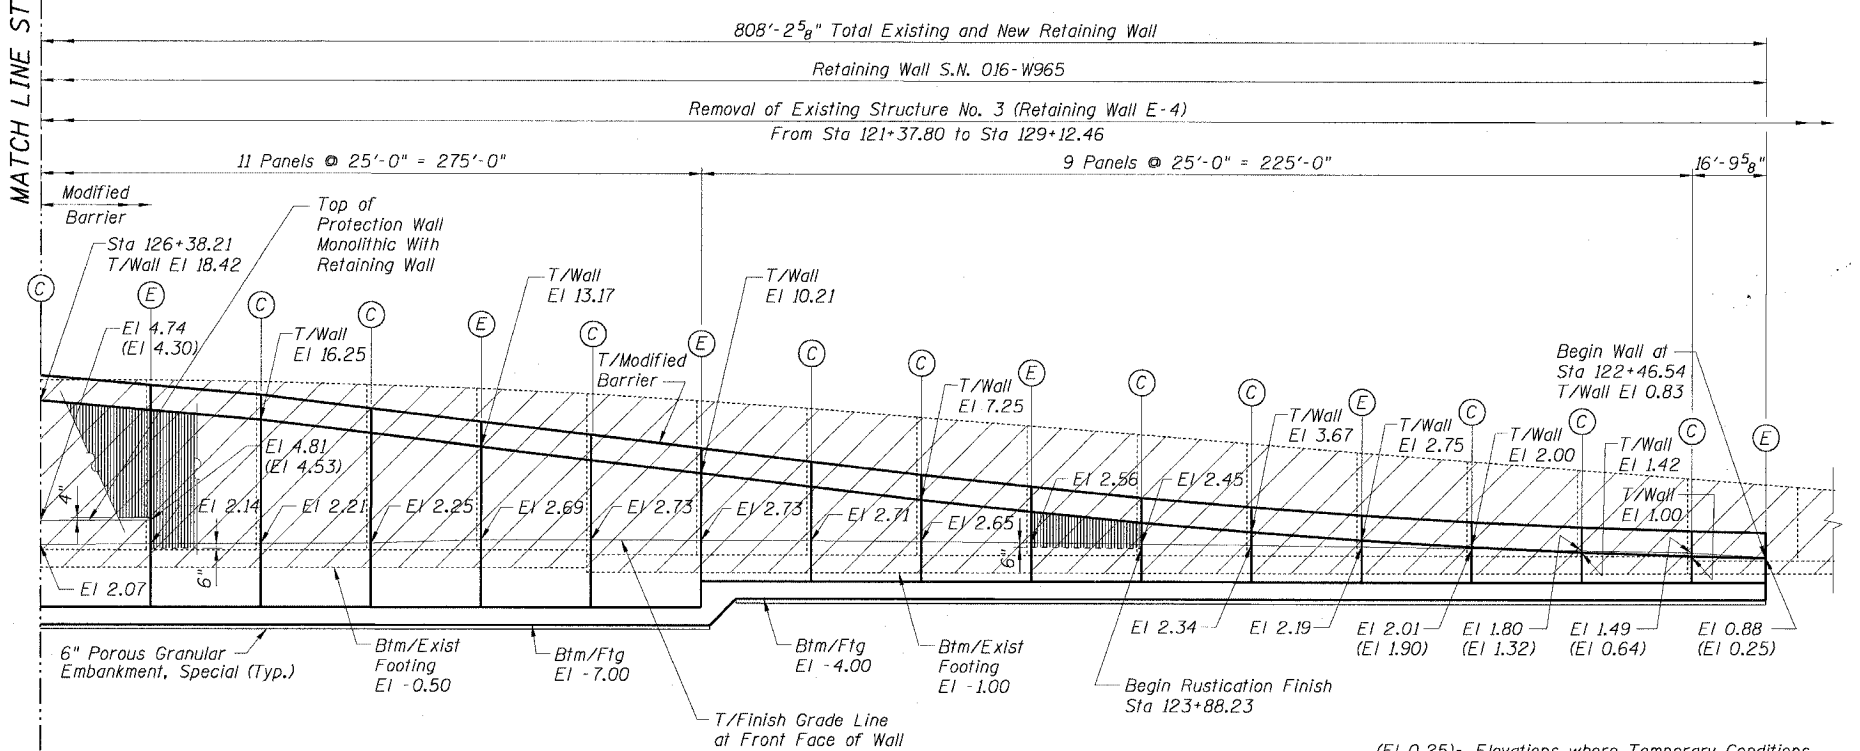 MATCH LINE ST
808'-2 5/8" Total Existing and New Retaining Wall
Retaining Wall S.N. 016-W965
Removal of Existing Structure No. 3 (Retaining Wall E-4)
From Sta 121+37.80 to Sta 129+12.46
11 Panels @ 25'-0" = 275'-0"
9 Panels @ 25'-0" = 225'-0"
16'-9 5/8"
Modified
Barrier
Top of
Protection Wall
Monolithic With
Retaining Wall
Sta 126+38.21
T/Wall El 18.42
T/Wall
El 13.17
T/Wall
El 10.21
C
E
C
C
E
C
E
C
C
E
C
C
E
C
C
C
E
El 4.74
(El 4.30)
T/Wall
El 16.25
T/Modified
Barrier
T/Wall
El 7.25
Begin Wall at
Sta 122+46.54
T/Wall El 0.83
T/Wall
El 3.67
T/Wall
El 2.75
T/Wall
El 2.00
T/Wall
El 1.42
T/Wall
El 1.00
El 4.81
(El 4.53)
4"
El 2.14
El 2.21
El 2.25
El 2.69
El 2.73
El 2.73
El 2.71
El 2.65
El 2.56
El 2.45
6"
6"
El 2.07
El 2.34
El 2.19
El 2.01
(El 1.90)
El 1.80
(El 1.32)
El 1.49
(El 0.64)
El 0.88
(El 0.25)
6" Porous Granular
Embankment, Special (Typ.)
Btm/Exist
Footing
El -0.50
Btm/Ftg
El -7.00
Btm/Ftg
El -4.00
Btm/Exist
Footing
El -1.00
Begin Rustication Finish
Sta 123+88.23
T/Finish Grade Line
at Front Face of Wall
(El 0.25)- Elevations where Temporary Conditions